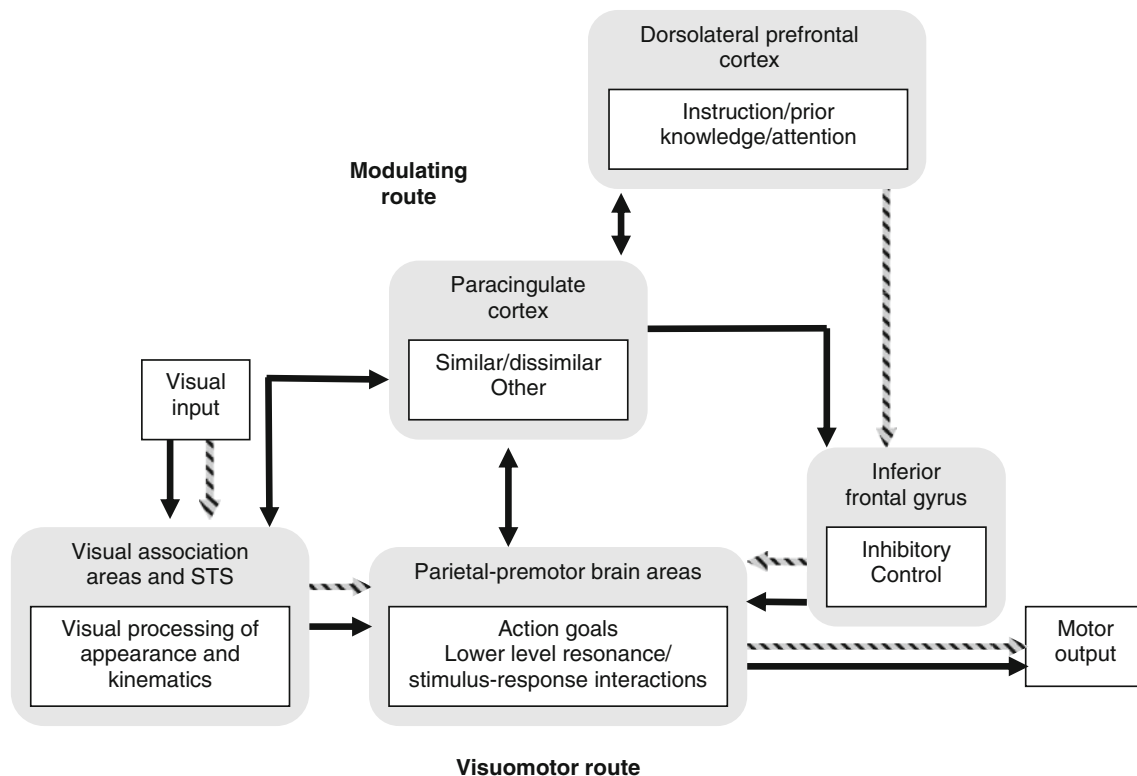 Dorsolateral prefrontal
cortex
Instruction/prior
knowledge/attention
Modulating
route
Paracingulate
cortex
Similar/dissimilar
Other
Visual
input
Inferior
frontal gyrus
Inhibitory
Control
Visual association
areas and STS
Visual processing of
appearance and
kinematics
Parietal-premotor brain areas
Action goals
Lower level resonance/
stimulus-response interactions
Motor
output
Visuomotor route